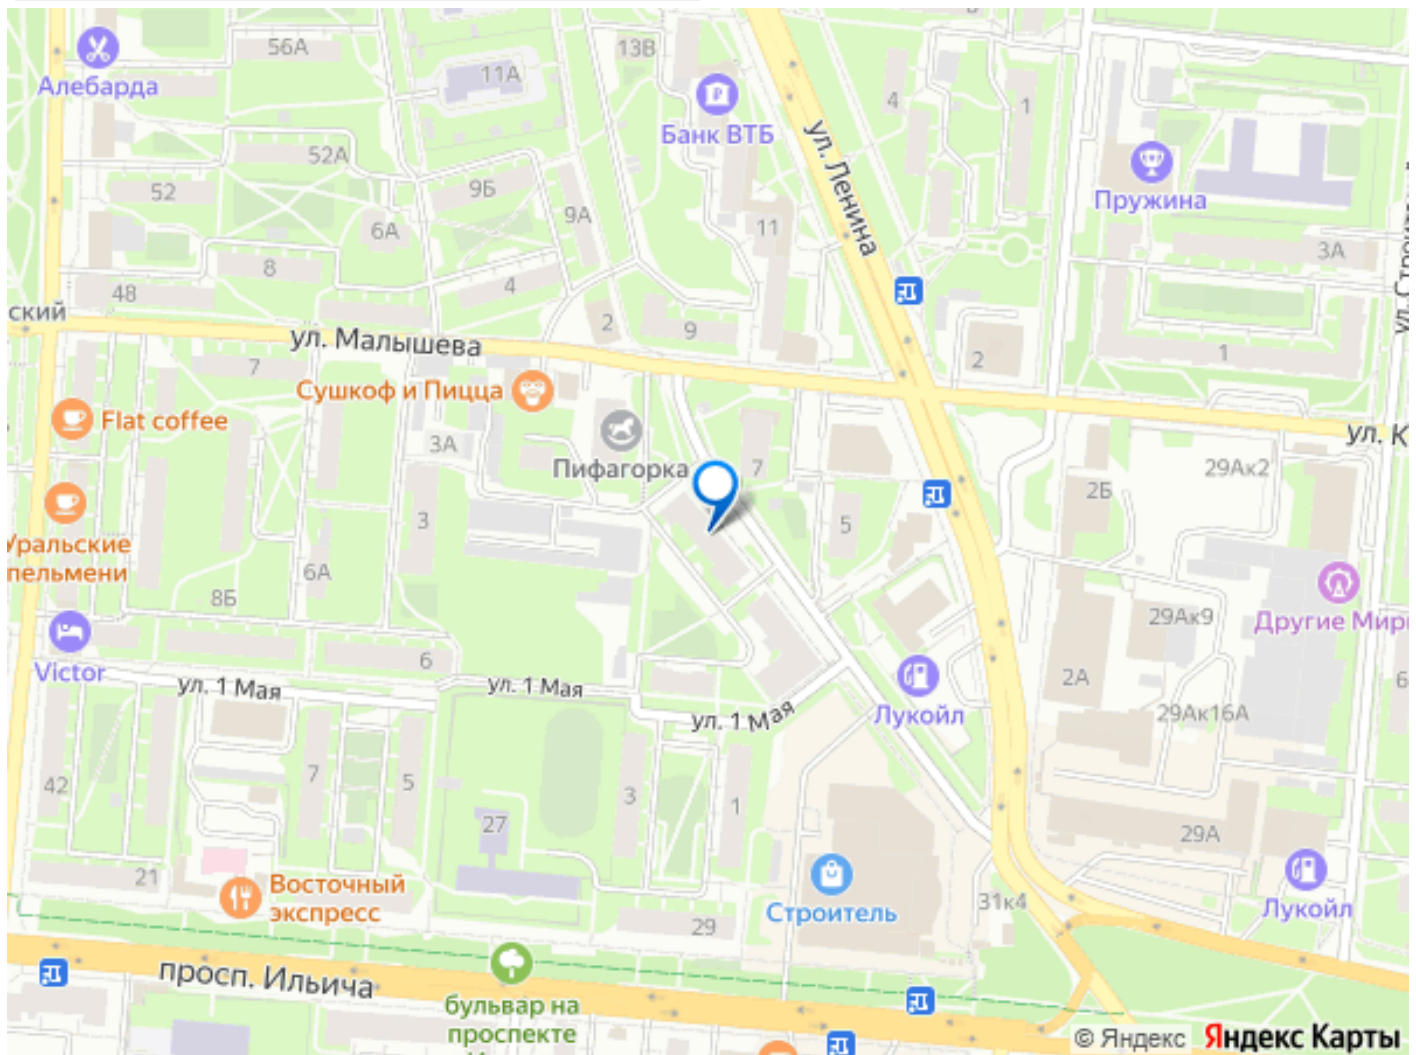 56А
13В
11А
Алебарда
Банк ВТБ
4
1
ул. Ленина
Пружина
52А
52
9Б
9А
6А
11
3А
8
4
48
ский
2
9
ул. Малышева
2
1
7
Сушкоф и Пицца
Flat coffee
3А
Пифагорка
7
ул. К
29Ак2
2Б
3
5
Уральские
пельмени
6А
8Б
29Ак9
Другие Мир
Victor
6
2А
6
ул. 1 Мая
ул. 1 Мая
ул. 1 Мая
Лукойл
29Ак16А
42
7
5
3
1
27
29А
21
Восточный
экспресс
Строитель
31к4
Лукойл
29
просп. Ильича
бульвар на
проспекте
© Яндекс Яндекс Карты